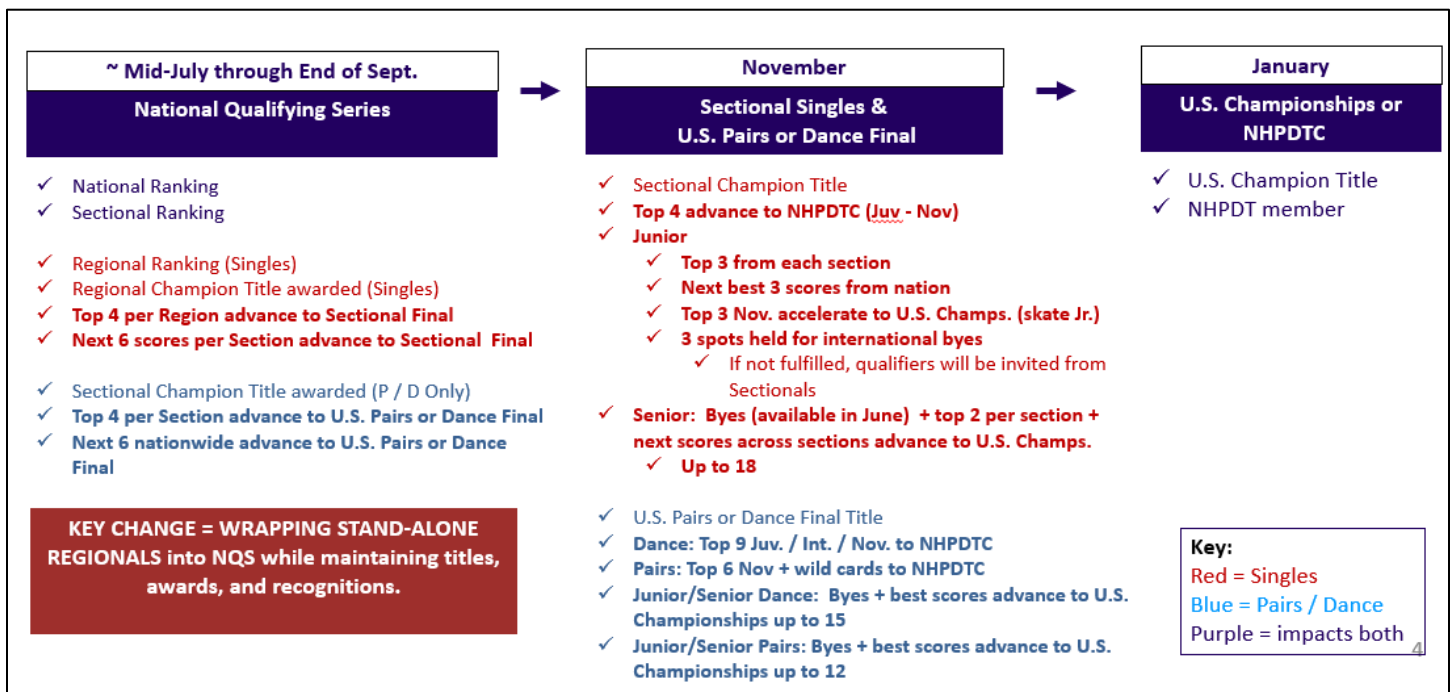 ~ Mid-July through End of Sept.
National Qualifying Series
✓ National Ranking
✓ Sectional Ranking
✓ Regional Ranking (Singles)
✓ Regional Champion Title awarded (Singles)
✓ Top 4 per Region advance to Sectional Final
✓ Next 6 scores per Section advance to Sectional Final
✓ Sectional Champion Title awarded (P / D Only)
✓ Top 4 per Section advance to U.S. Pairs or Dance Final
✓ Next 6 nationwide advance to U.S. Pairs or Dance
Final
KEY CHANGE = WRAPPING STAND-ALONE
REGIONALS into NQS while maintaining titles,
awards, and recognitions.
November
Sectional Singles &
U.S. Pairs or Dance Final
✓ Sectional Champion Title
✓ Top 4 advance to NHPDTC (Juv - Nov)
✓ Junior
✓ Top 3 from each section
✓ Next best 3 scores from nation
✓ Top 3 Nov. accelerate to U.S. Champs. (skate Jr.)
✓ 3 spots held for international byes
✓ If not fulfilled, qualifiers will be invited from
Sectionals
✓ Senior: Byes (available in June) + top 2 per section +
next scores across sections advance to U.S. Champs.
✓ Up to 18
✓ U.S. Pairs or Dance Final Title
✓ Dance: Top 9 Juv. / Int. / Nov. to NHPDTC
✓ Pairs: Top 6 Nov + wild cards to NHPDTC
✓ Junior/Senior Dance: Byes + best scores advance to U.S.
Championships up to 15
✓ Junior/Senior Pairs: Byes + best scores advance to U.S.
Championships up to 12
January
U.S. Championships or
NHPDTC
✓ U.S. Champion Title
✓ NHPDT member
Key:
Red = Singles
Blue = Pairs / Dance
Purple = impacts both
4